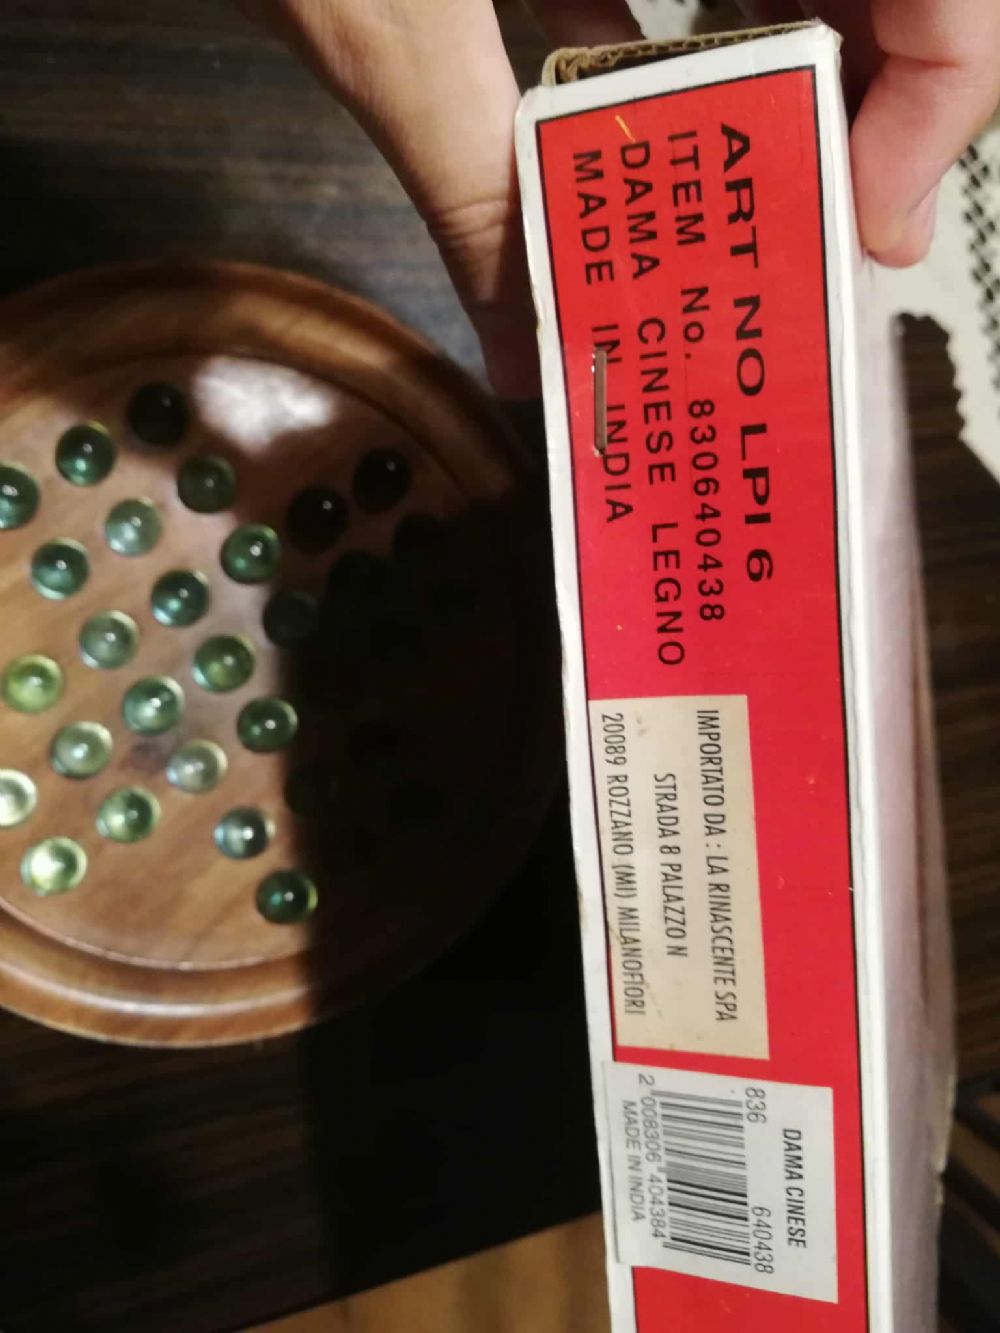 ART NO LPI 6
ITEM No. 830640438
DAMA CINESE LEGNO
MADE IN INDIA
IMPORTATO DA : LA RINASCENTE SPA
STRADA 8 PALAZZO N
20089 ROZZANO (MI) MILANOFIORI
DAMA CINESE
836 640438
2 008306 404384
MADE IN INDIA